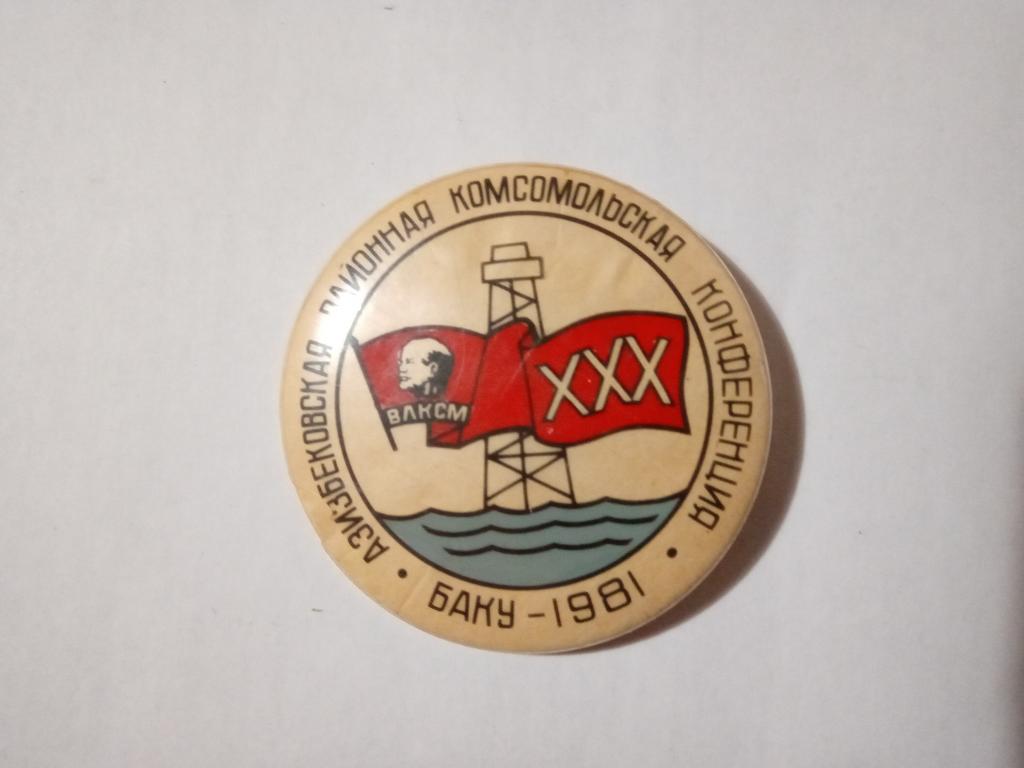 АЗИЗБЕКОВСКАЯ РАЙОННАЯ КОМСОМОЛЬСКАЯ КОНФЕРЕНЦИЯ
ВЛКСМ
XXX
• БАКУ - 1981 •